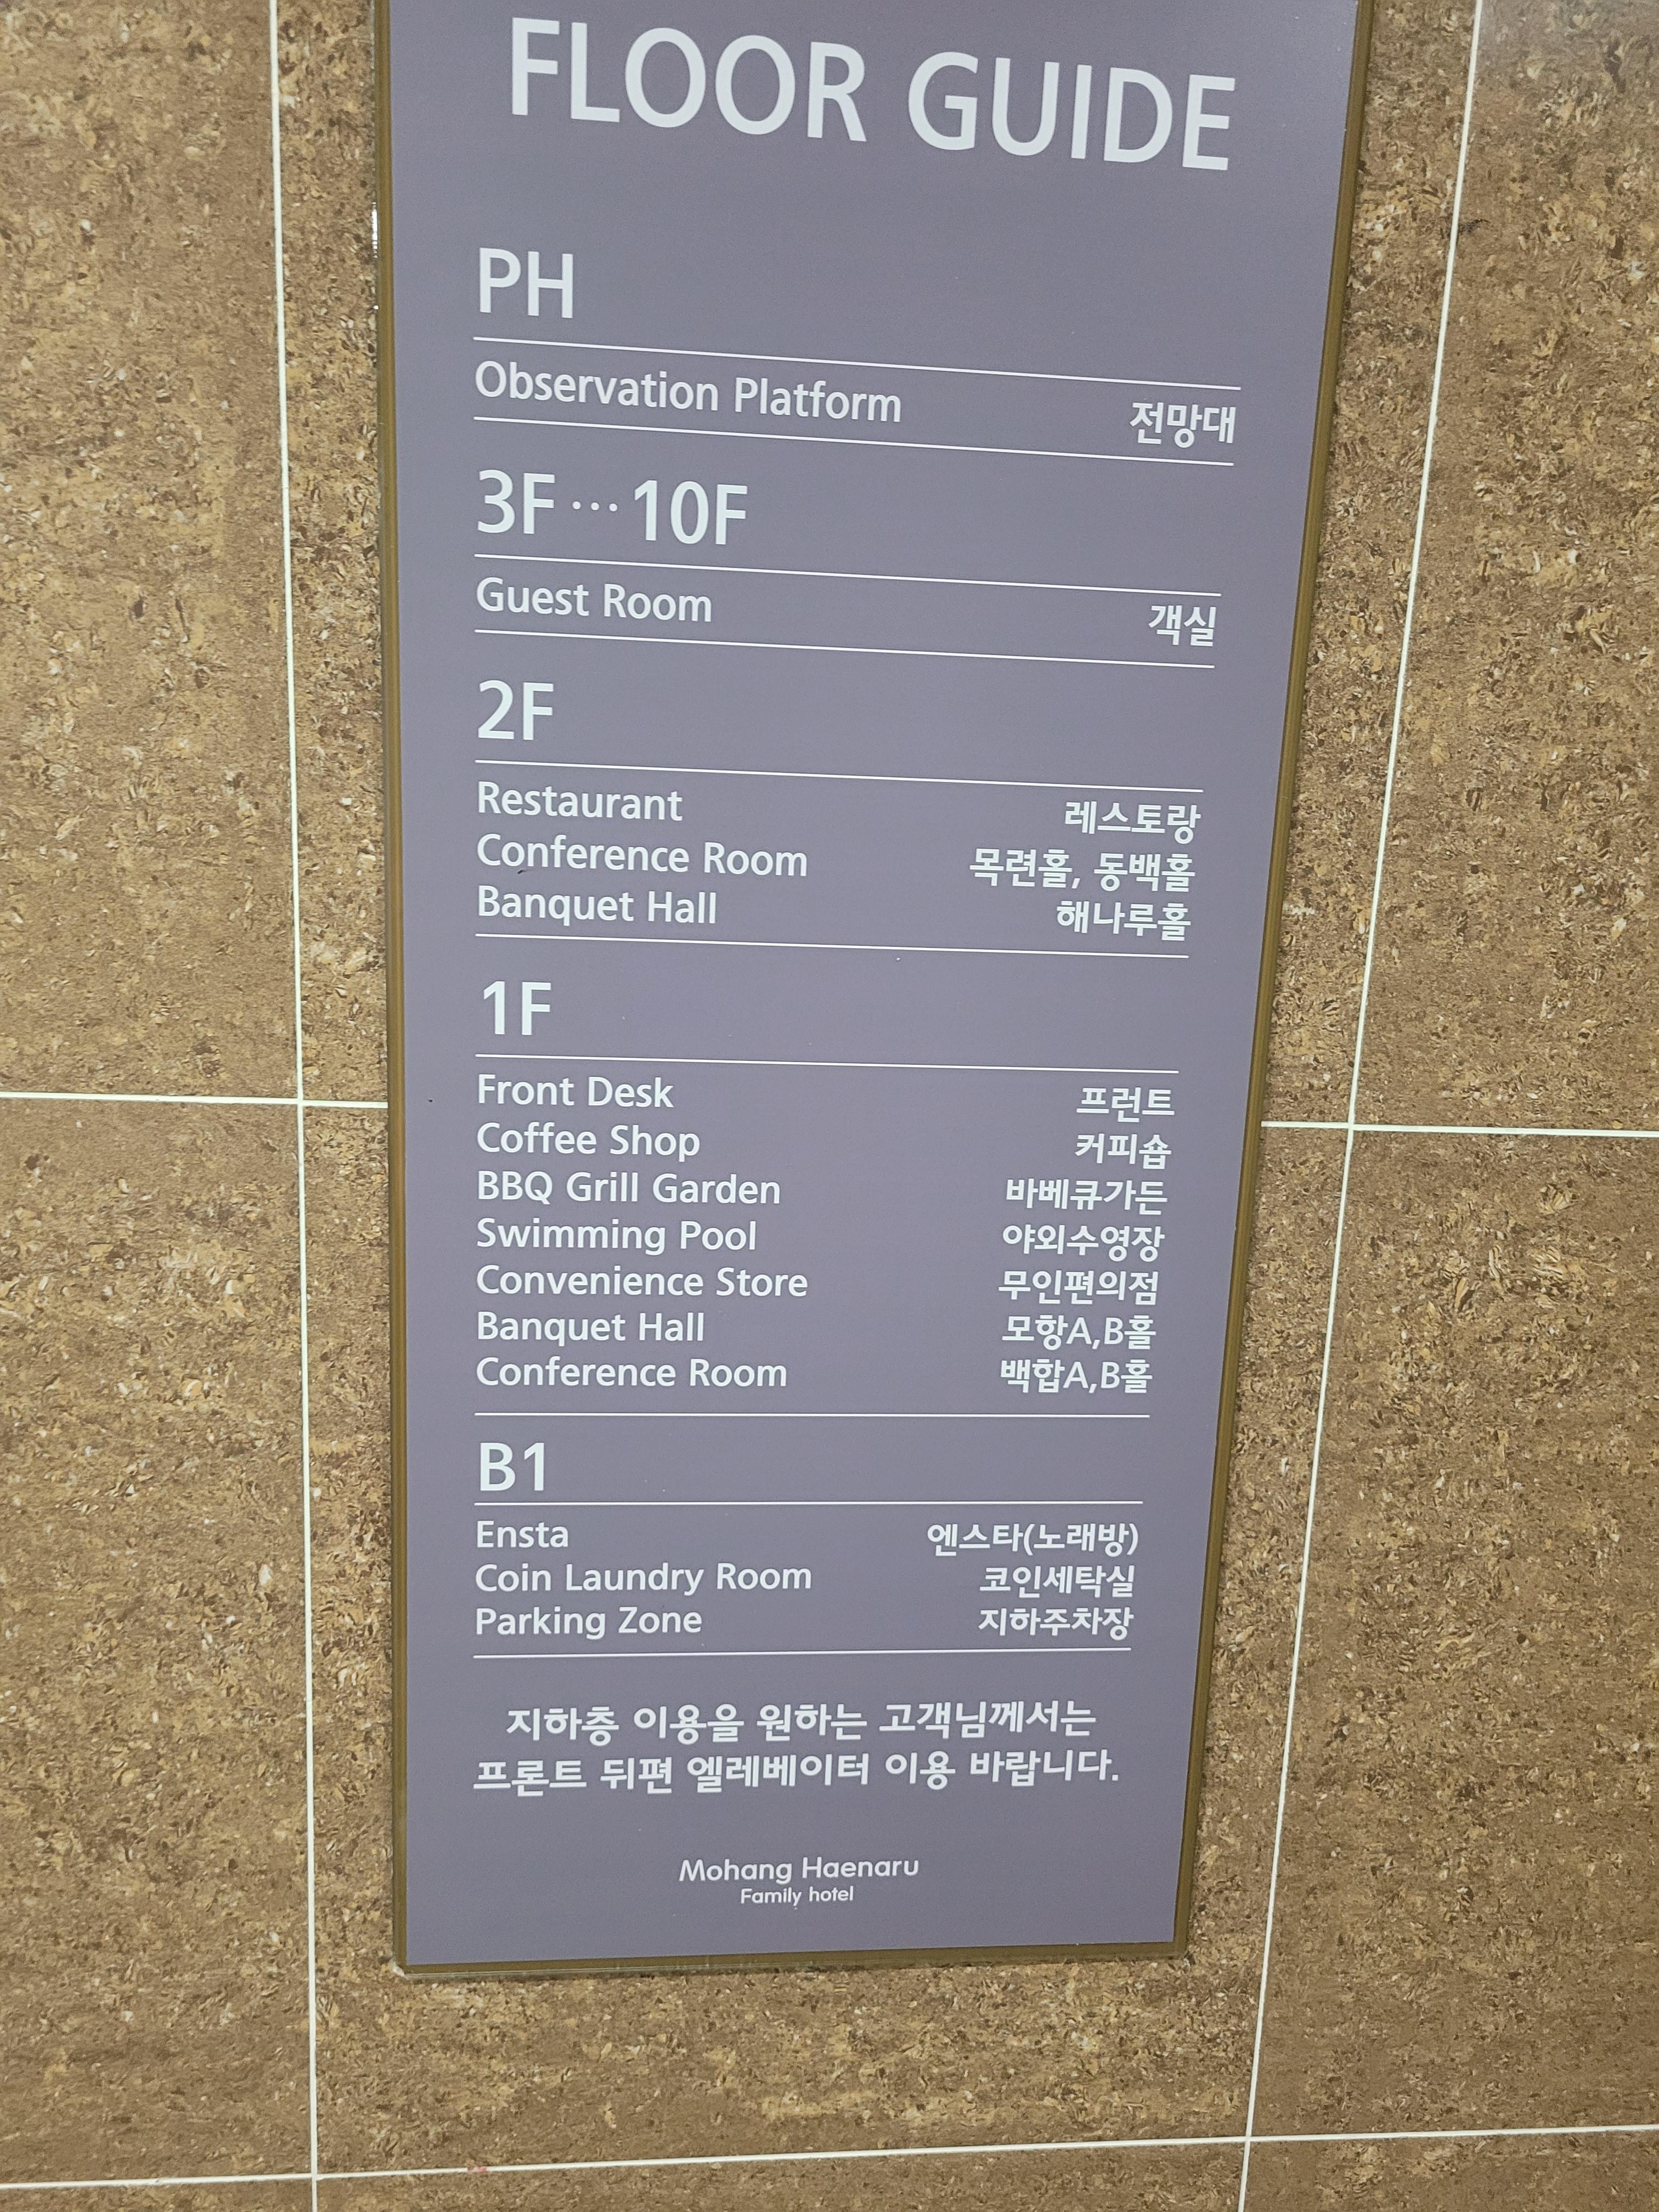 FLOOR GUIDE
PH
Observation Platform 전망대
3F ··· 10F
Guest Room 객실
2F
Restaurant 레스토랑
Conference Room 목련홀, 동백홀
Banquet Hall 해나루홀
1F
Front Desk 프런트
Coffee Shop 커피숍
BBQ Grill Garden 바베큐가든
Swimming Pool 야외수영장
Convenience Store 무인편의점
Banquet Hall 모항A,B홀
Conference Room 백합A,B홀
B1
Ensta 엔스타(노래방)
Coin Laundry Room 코인세탁실
Parking Zone 지하주차장
지하층 이용을 원하는 고객님께서는
프론트 뒤편 엘레베이터 이용 바랍니다.
Mohang Haenaru
Family hotel